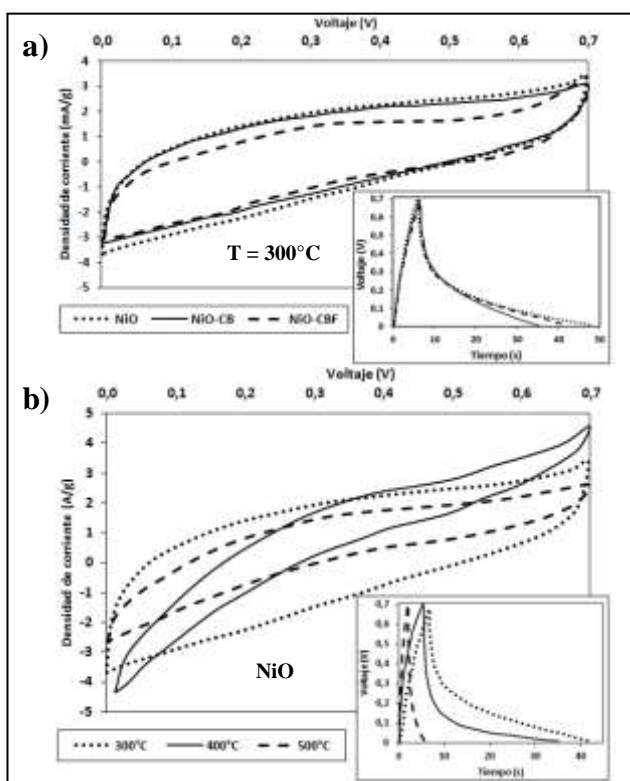 a)
Voltaje (V)
0,0 0,1 0,2 0,3 0,4 0,5 0,6 0,7
Densidad de corriente (mA/g)
4
3
2
1
0
-1
-2
-3
-4
-5
T = 300°C
NiO NiO-CB NiO-CBF
Voltaje (V)
0,7
0,6
0,5
0,4
0,3
0,2
0,1
0
0 10 20 30 40 50
Tiempo (s)
b)
Voltaje (V)
0,0 0,1 0,2 0,3 0,4 0,5 0,6 0,7
Densidad de corriente (A/g)
5
4
3
2
1
0
-1
-2
-3
-4
-5
NiO
300°C 400°C 500°C
Voltaje (V)
0,7
0,6
0,5
0,4
0,3
0,2
0,1
0
0 10 20 30 40
Tiempo (s)